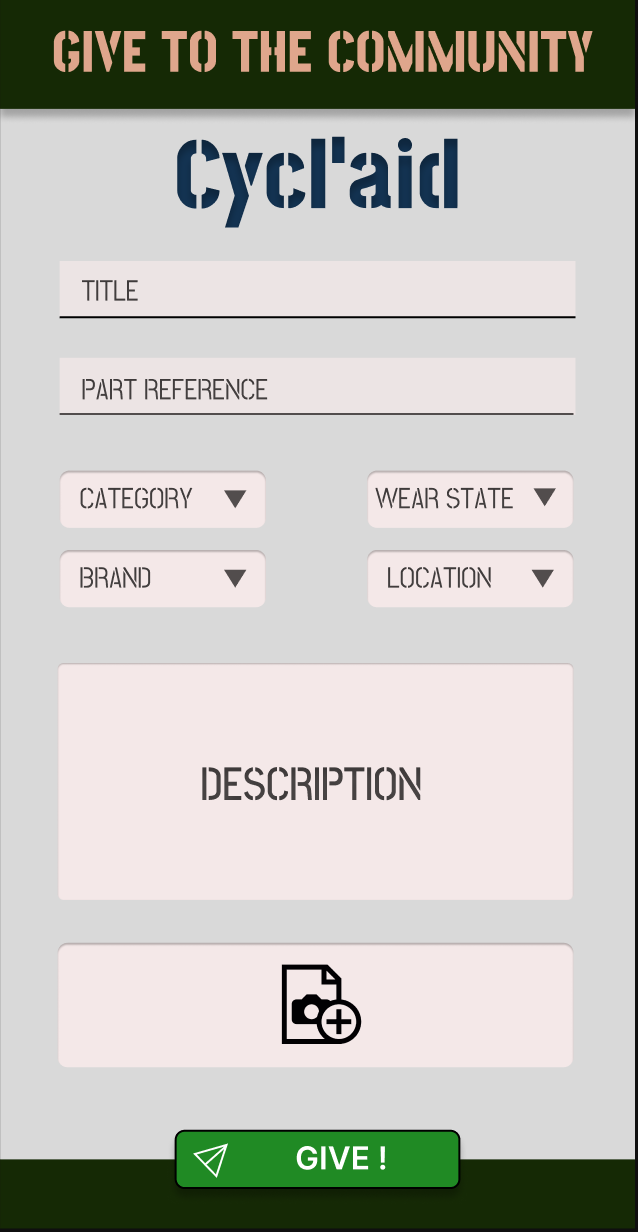 GIVE TO THE COMMUNITY
Cycl'aid
TITLE
PART REFERENCE
CATEGORY
WEAR STATE
BRAND
LOCATION
DESCRIPTION
GIVE !